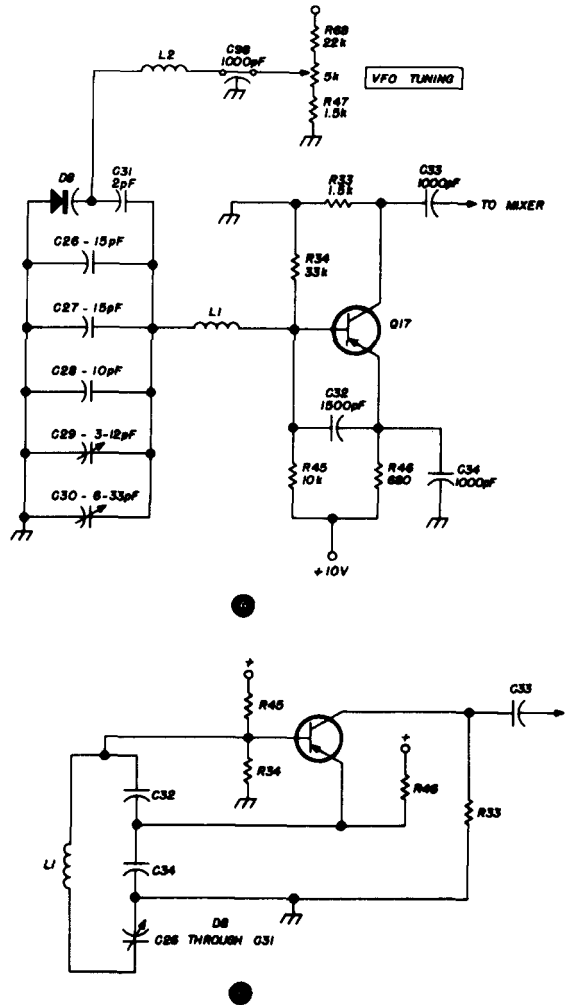 R68
22k
L2
C98
1000pF
5k
VFO TUNING
R47
1.5k
D8
C31
2pF
R33
1.5k
C33
1000pF
TO MIXER
C26 - 15pF
R34
33k
C27 - 15pF
L1
Q17
C28 - 10pF
C32
1500pF
C29 - 3-12pF
R45
10k
R46
680
C34
1000pF
C30 - 6-33pF
+10V
+
R45
C33
+
R34
R46
C32
R33
L1
C34
D8
C26 THROUGH C31